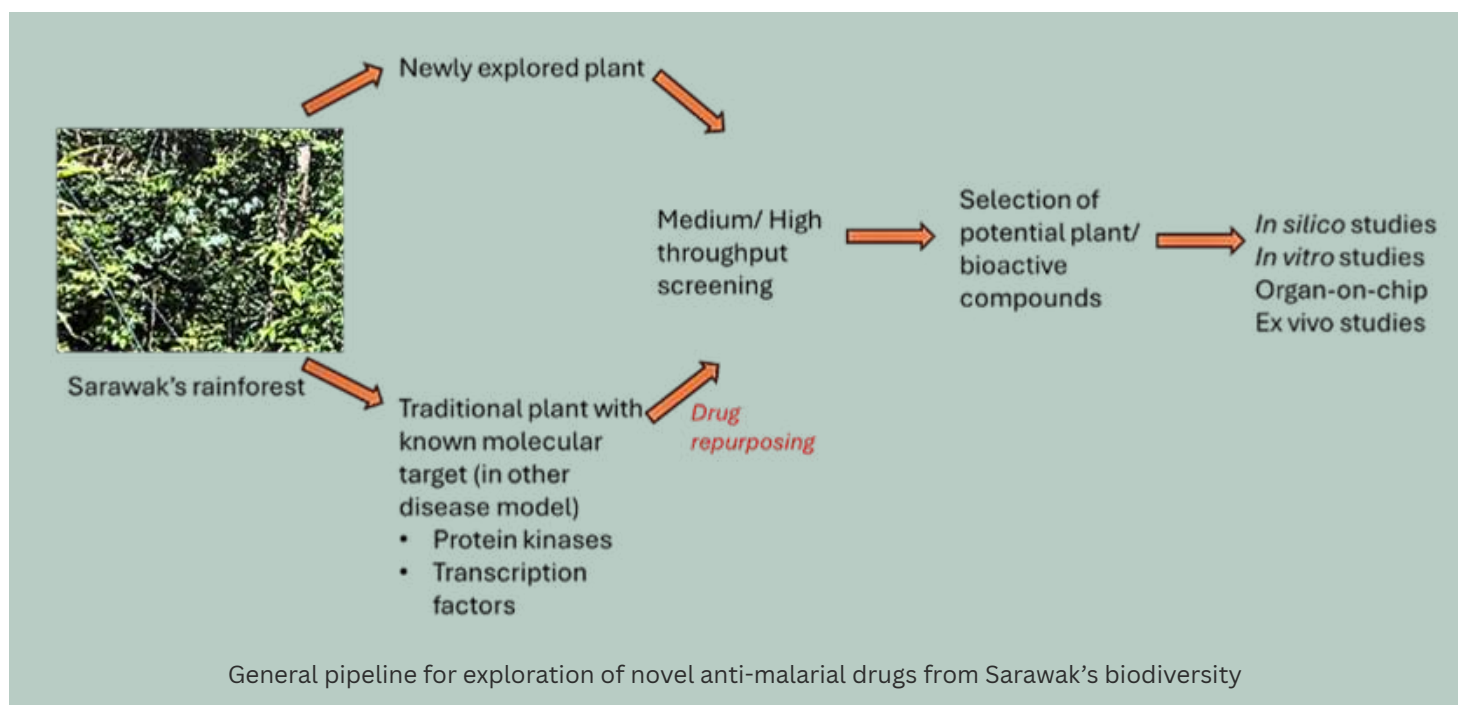 Newly explored plant
Sarawak’s rainforest
Traditional plant with
known molecular
target (in other
disease model)
• Protein kinases
• Transcription
factors
Drug
repurposing
Medium/ High
throughput
screening
Selection of
potential plant/
bioactive
compounds
In silico studies
In vitro studies
Organ-on-chip
Ex vivo studies
General pipeline for exploration of novel anti-malarial drugs from Sarawak’s biodiversity